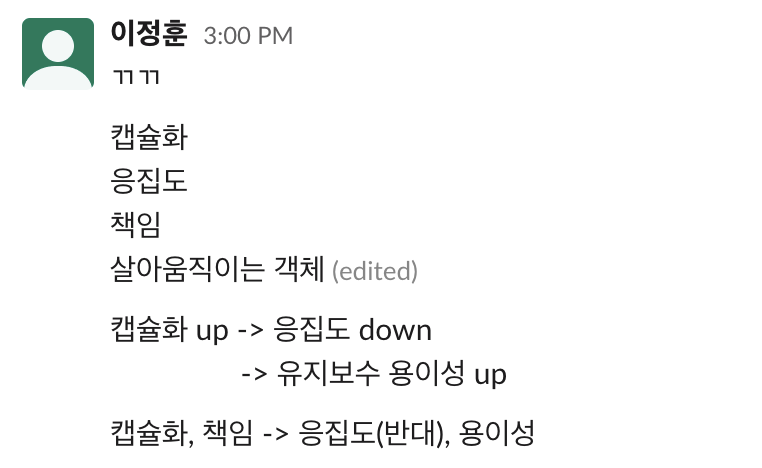 이정훈 3:00 PM
ㄲㄲ
캡슐화
응집도
책임
살아움직이는 객체 (edited)
캡슐화 up -> 응집도 down
-> 유지보수 용이성 up
캡슐화, 책임 -> 응집도(반대), 용이성